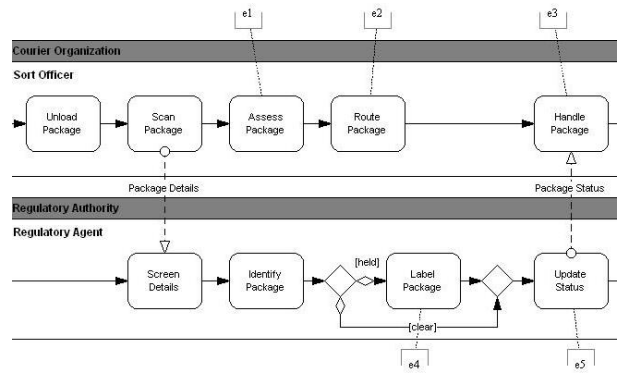 e1
e2
e3
Courier Organization
Sort Officer
Unload
Package
Scan
Package
Assess
Package
Route
Package
Handle
Package
Package Details
Package Status
Regulatory Authority
Regulatory Agent
Screen
Details
Identify
Package
[held]
Label
Package
Update
Status
[clear]
e4
e5